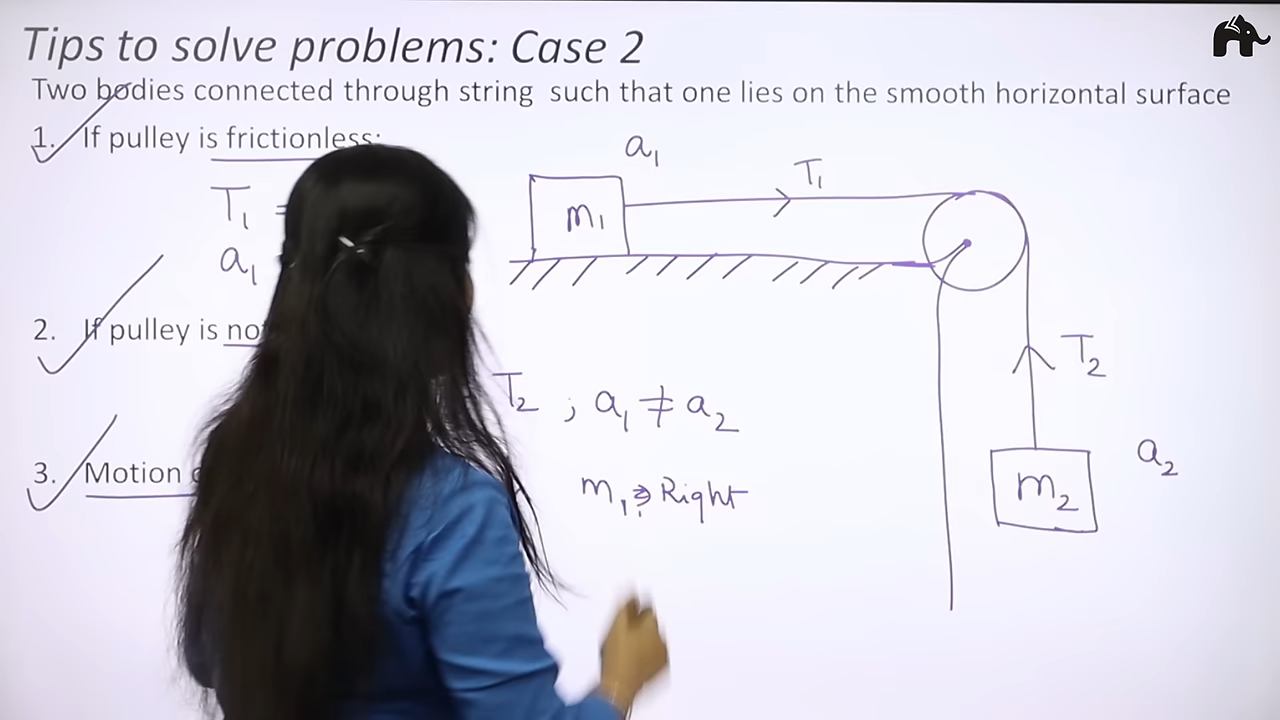 Tips to solve problems: Case 2
Two bodies connected through string such that one lies on the smooth horizontal surface
1. If pulley is frictionless:
T₁ =
a₁
2. If pulley is no
T₂ ; a₁ ≠ a₂
3. Motion
m₁ → Right
a₁
T₁
m₁
T₂
m₂
a₂